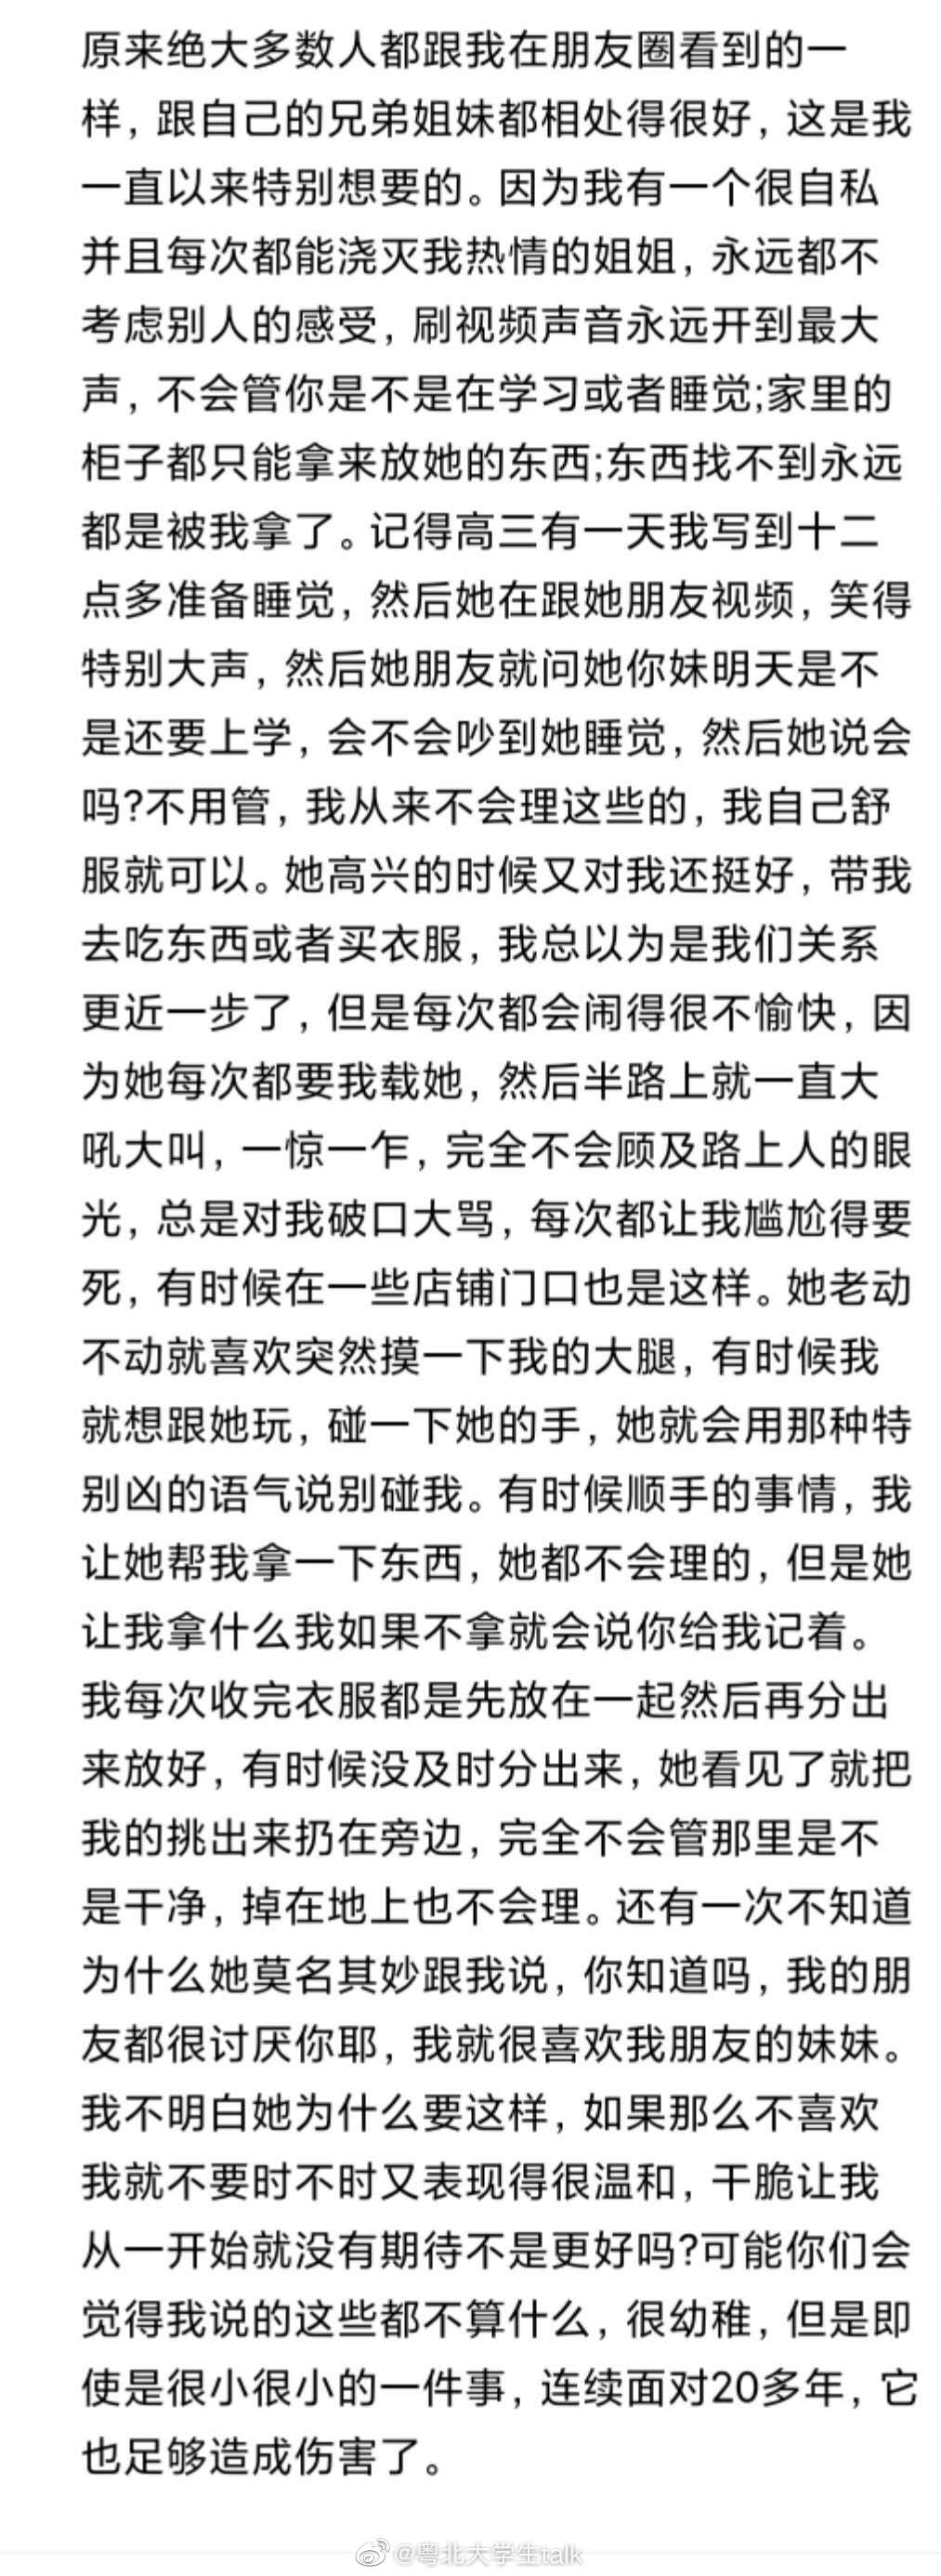 原来绝大多数人都跟我在朋友圈看到的一
样，跟自己的兄弟姐妹都相处得很好，这是我
一直以来特别想要的。因为我有一个很自私
并且每次都能浇灭我热情的姐姐，永远都不
考虑别人的感受，刷视频声音永远开到最大
声，不会管你是不是在学习或者睡觉;家里的
柜子都只能拿来放她的东西;东西找不到永远
都是被我拿了。记得高三有一天我写到十二
点多准备睡觉，然后她在跟她朋友视频，笑得
特别大声，然后她朋友就问她你妹明天是不
是还要上学，会不会吵到她睡觉，然后她说会
吗?不用管，我从来不会理这些的，我自己舒
服就可以。她高兴的时候又对我还挺好，带我
去吃东西或者买衣服，我总以为是我们关系
更近一步了，但是每次都会闹得很不愉快，因
为她每次都要我载她，然后半路上就一直大
吼大叫，一惊一乍，完全不会顾及路上人的眼
光，总是对我破口大骂，每次都让我尴尬得要
死，有时候在一些店铺门口也是这样。她老动
不动就喜欢突然摸一下我的大腿，有时候我
就想跟她玩，碰一下她的手，她就会用那种特
别凶的语气说别碰我。有时候顺手的事情，我
让她帮我拿一下东西，她都不会理的，但是她
让我拿什么我如果不拿就会说你给我记着。
我每次收完衣服都是先放在一起然后再分出
来放好，有时候没及时分出来，她看见了就把
我的挑出来扔在旁边，完全不会管那里是不
是干净，掉在地上也不会理。还有一次不知道
为什么她莫名其妙跟我说，你知道吗，我的朋
友都很讨厌你耶，我就很喜欢我朋友的妹妹。
我不明白她为什么要这样，如果那么不喜欢
我就不要时不时又表现得很温和，干脆让我
从一开始就没有期待不是更好吗?可能你们会
觉得我说的这些都不算什么，很幼稚，但是即
使是很小很小的一件事，连续面对20多年，它
也足够造成伤害了。
@粤北大学生talk